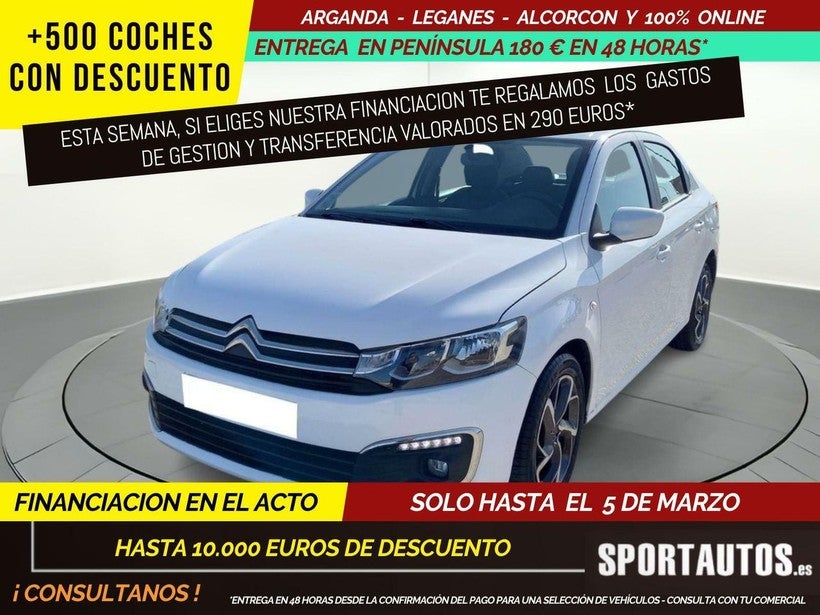 +500 COCHES
CON DESCUENTO
ARGANDA - LEGANES - ALCORCON Y 100% ONLINE
ENTREGA EN PENÍNSULA 180 € EN 48 HORAS*
ESTA SEMANA, SI ELIGES NUESTRA FINANCIACION TE REGALAMOS LOS GASTOS
DE GESTION Y TRANSFERENCIA VALORADOS EN 290 EUROS*
FINANCIACION EN EL ACTO
SOLO HASTA EL 5 DE MARZO
HASTA 10.000 EUROS DE DESCUENTO
SPORTAUTOS.es
¡ CONSULTANOS !
*ENTREGA EN 48 HORAS DESDE LA CONFIRMACIÓN DEL PAGO PARA UNA SELECCIÓN DE VEHÍCULOS - CONSULTA CON TU COMERCIAL